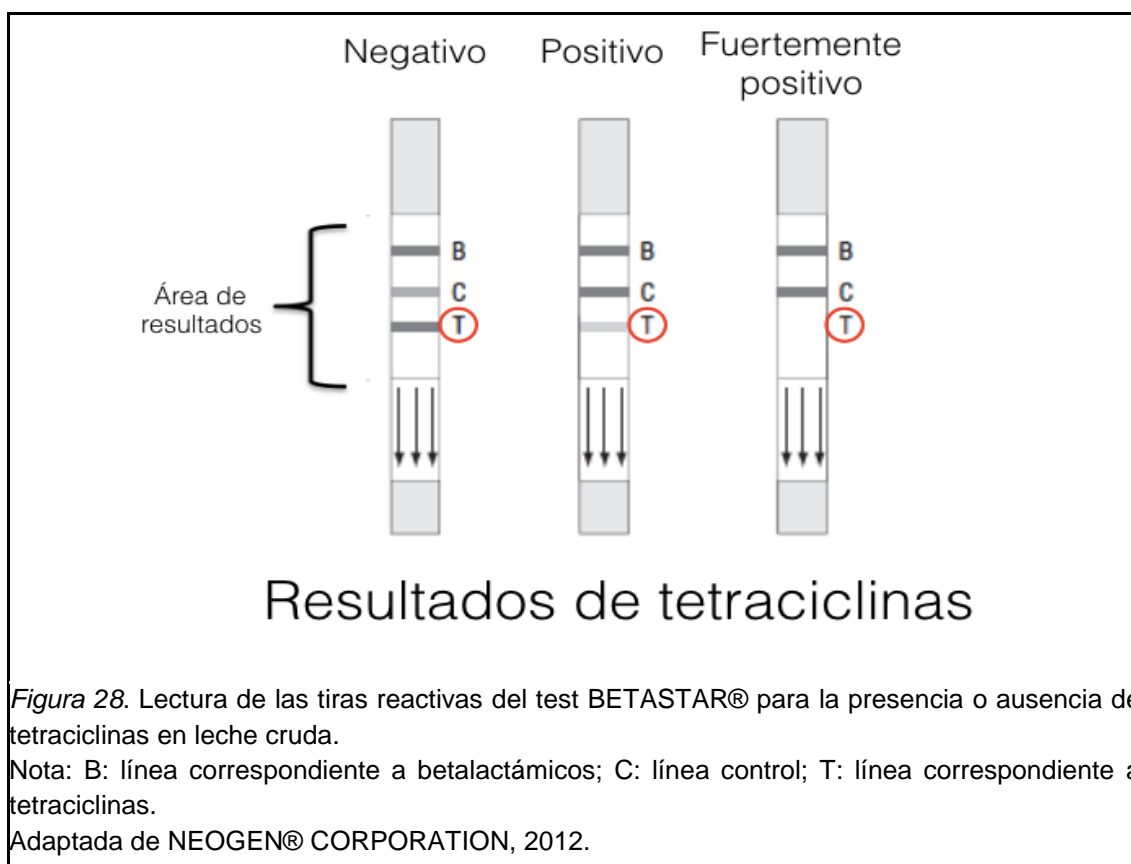 Negativo
Positivo
Fuertemente
positivo
Área de
resultados
B
C
T
B
C
T
B
C
T
Resultados de tetraciclinas
Figura 28. Lectura de las tiras reactivas del test BETASTAR® para la presencia o ausencia de
tetraciclinas en leche cruda.
Nota: B: línea correspondiente a betalactámicos; C: línea control; T: línea correspondiente a
tetraciclinas.
Adaptada de NEOGEN® CORPORATION, 2012.